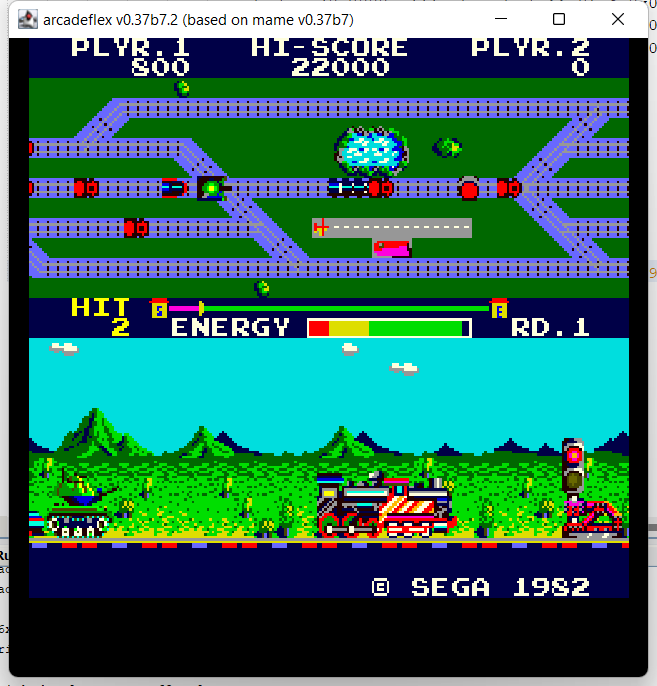 arcadeflex v0.37b7.2 (based on mame v0.37b7)
PLYR.1 HI-SCORE PLYR.2
800 22000 0
HIT S E
2 ENERGY RD.1
© SEGA 1982